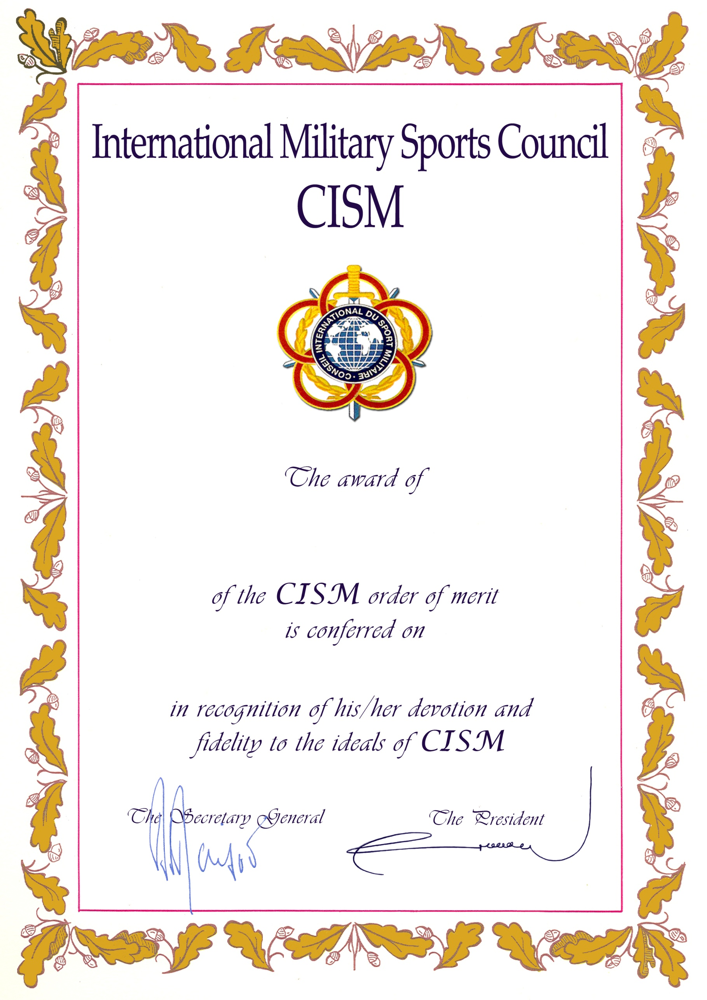 International Military Sports Council
CISM
CONSEIL INTERNATIONAL DU SPORT MILITAIRE ·
The award of
of the CISM order of merit
is conferred on
in recognition of his/her devotion and
fidelity to the ideals of CISM
The Secretary General
The President